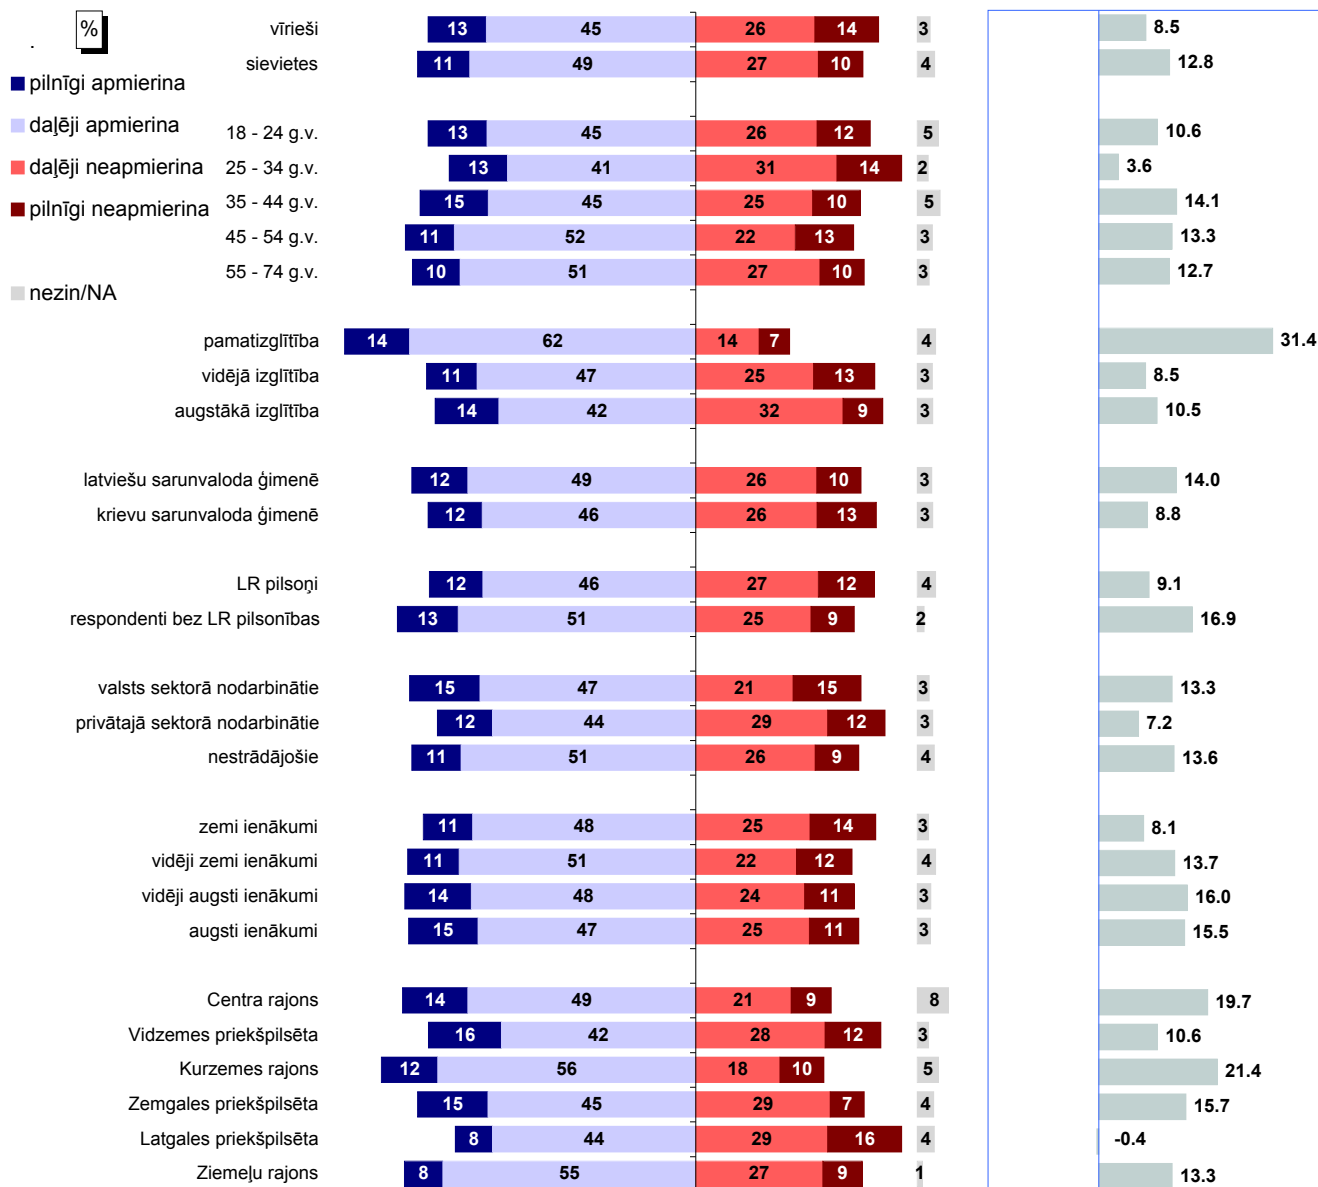 %
.
pilnīgi apmierina
daļēji apmierina
daļēji neapmierina
pilnīgi neapmierina
nezin/NA
vīrieši 13 45 26 14 3 8.5
sievietes 11 49 27 10 4 12.8
18 - 24 g.v. 13 45 26 12 5 10.6
25 - 34 g.v. 13 41 31 14 2 3.6
35 - 44 g.v. 15 45 25 10 5 14.1
45 - 54 g.v. 11 52 22 13 3 13.3
55 - 74 g.v. 10 51 27 10 3 12.7
pamatizglītība 14 62 14 7 4 31.4
vidējā izglītība 11 47 25 13 3 8.5
augstākā izglītība 14 42 32 9 3 10.5
latviešu sarunvaloda ģimenē 12 49 26 10 3 14.0
krievu sarunvaloda ģimenē 12 46 26 13 3 8.8
LR pilsoņi 12 46 27 12 4 9.1
respondenti bez LR pilsonības 13 51 25 9 2 16.9
valsts sektorā nodarbinātie 15 47 21 15 3 13.3
privātajā sektorā nodarbinātie 12 44 29 12 3 7.2
nestrādājošie 11 51 26 9 4 13.6
zemi ienākumi 11 48 25 14 3 8.1
vidēji zemi ienākumi 11 51 22 12 4 13.7
vidēji augsti ienākumi 14 48 24 11 3 16.0
augsti ienākumi 15 47 25 11 3 15.5
Centra rajons 14 49 21 9 8 19.7
Vidzemes priekšpilsēta 16 42 28 12 3 10.6
Kurzemes rajons 12 56 18 10 5 21.4
Zemgales priekšpilsēta 15 45 29 7 4 15.7
Latgales priekšpilsēta 8 44 29 16 4 -0.4
Ziemeļu rajons 8 55 27 9 1 13.3